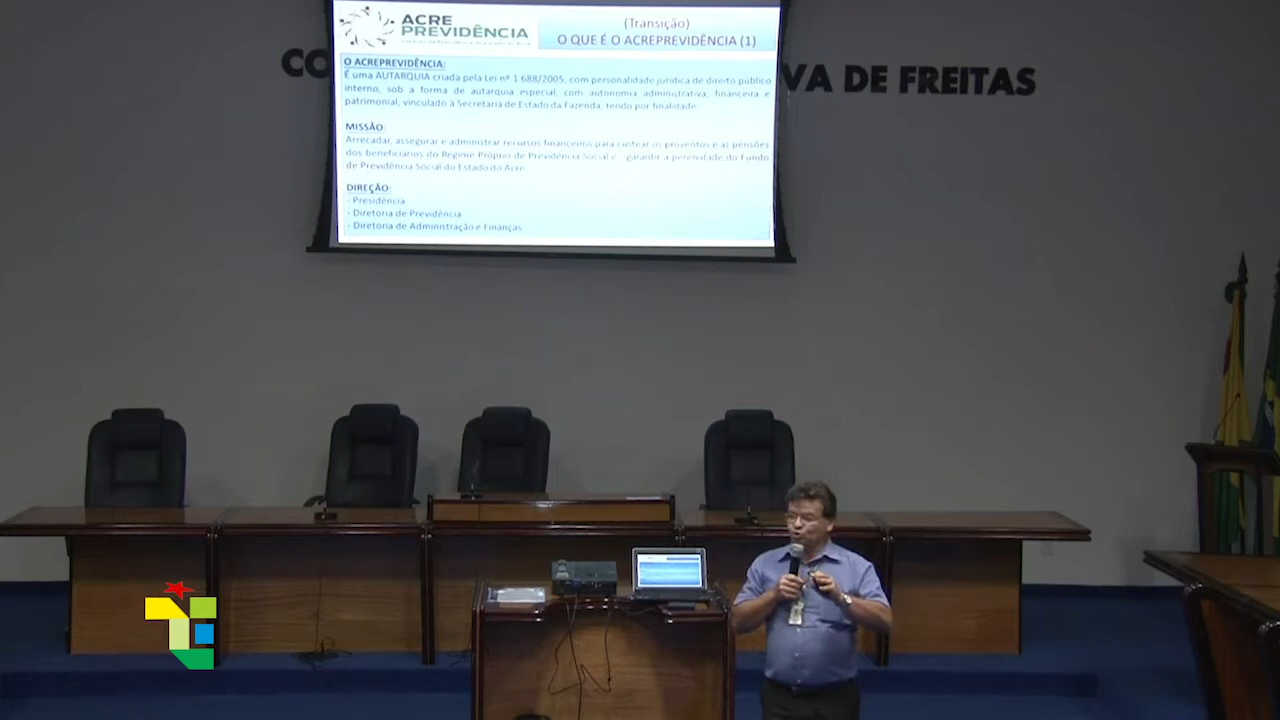 ACRE
PREVIDÊNCIA
(Transição)
O QUE É O ACREPREVIDÊNCIA (1)
CO
VA DE FREITAS
O ACREPREVIDÊNCIA:
É uma AUTARQUIA criada pela Lei nº 1.688/2005, com personalidade jurídica de direito público
interno, sob a forma de autarquia especial, com autonomia administrativa, financeira e
patrimonial, vinculado à Secretaria de Estado da Fazenda, tendo por finalidade:
MISSÃO:
Arrecadar, assegurar e administrar recursos financeiros para custear os proventos e as pensões
dos beneficiários do Regime Próprio de Previdência Social e garantir a perenidade do Fundo
de Previdência Social do Estado do Acre
DIREÇÃO:
- Presidência
- Diretoria de Previdência
- Diretoria de Administração e Finanças